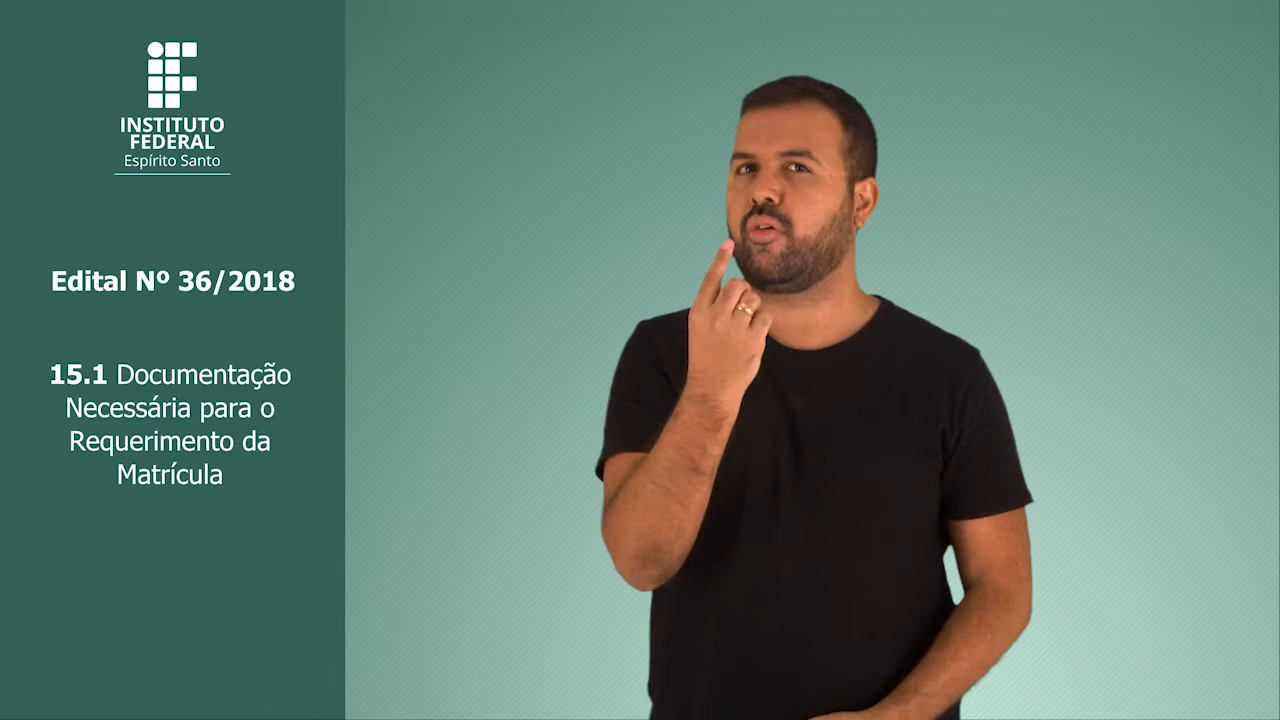 INSTITUTO
FEDERAL
Espírito Santo
Edital Nº 36/2018
15.1 Documentação
Necessária para o
Requerimento da
Matrícula